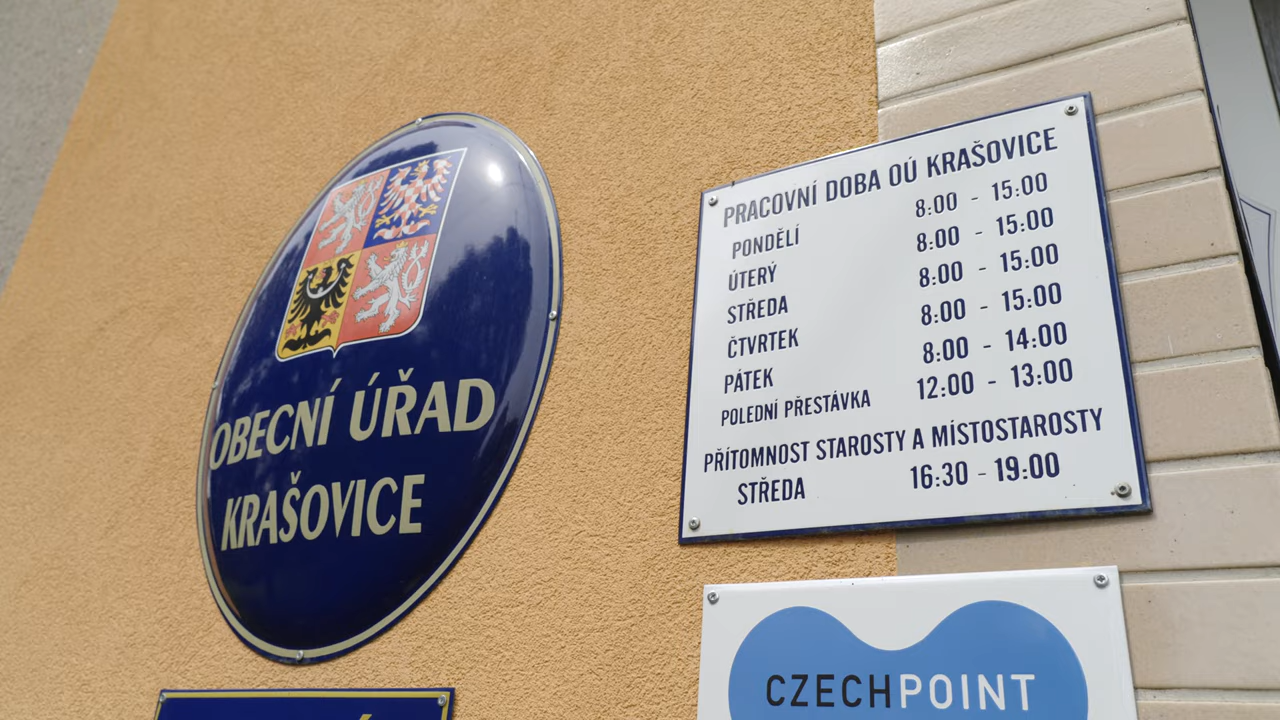 OBECNÍ ÚŘAD
KRAŠOVICE
PRACOVNÍ DOBA OÚ KRAŠOVICE
PONDĚLÍ 8:00 - 15:00
ÚTERÝ 8:00 - 15:00
STŘEDA 8:00 - 15:00
ČTVRTEK 8:00 - 15:00
PÁTEK 8:00 - 14:00
POLEDNÍ PŘESTÁVKA 12:00 - 13:00
PŘÍTOMNOST STAROSTY A MÍSTOSTAROSTY
STŘEDA 16:30 - 19:00
CZECHPOINT